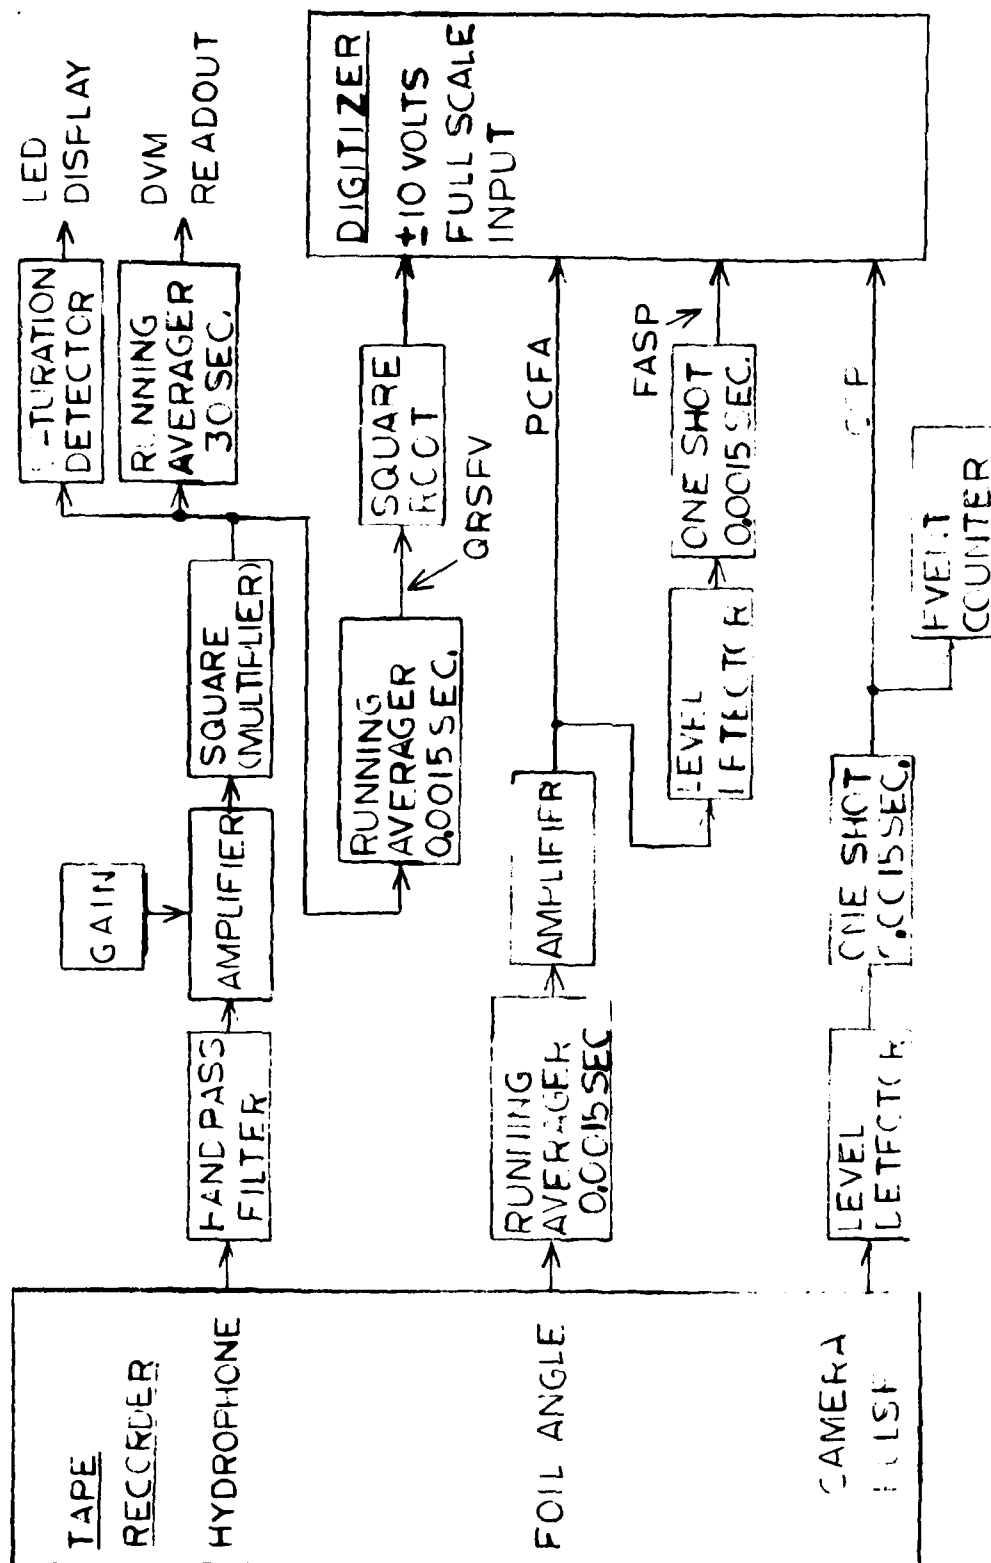 TAPE
RECORDER
HYDROPHONE
FOIL ANGLE
CAMERA
BANDPASS
FILTER
GAIN
AMPLIFIER
SQUARE
(MULTIPLIER)
DETECTOR
LED
DISPLAY
RUNNING
AVERAGER
30 SEC.
DVM
READOUT
RUNNING
AVERAGER
0.0015 SEC.
QRSFV
SQUARE
ROOT
DIGITIZER
±10 VOLTS
FULL SCALE
INPUT
RUNNING
AVERAGER
0.0015 SEC
AMPLIFIER
PCFA
LEVEL
DETECTOR
ONE SHOT
0.0015 SEC.
FASP
LEVEL
DETECTOR
ONE SHOT
0.0015 SEC.
EVENT
COUNTER